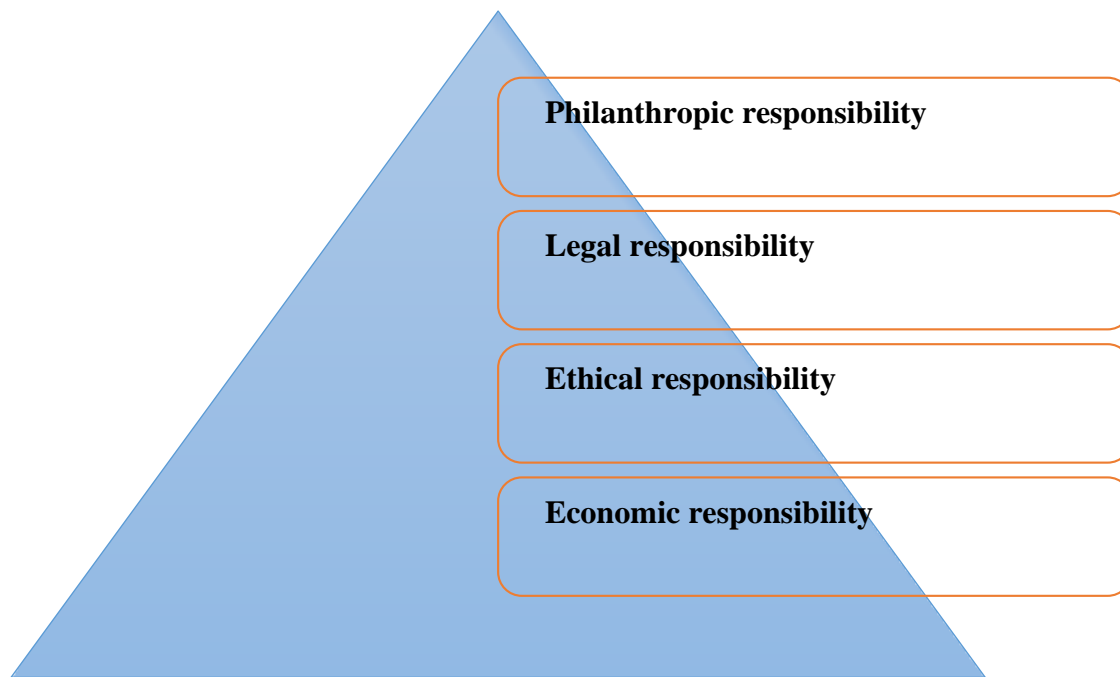 Philanthropic responsibility
Legal responsibility
Ethical responsibility
Economic responsibility